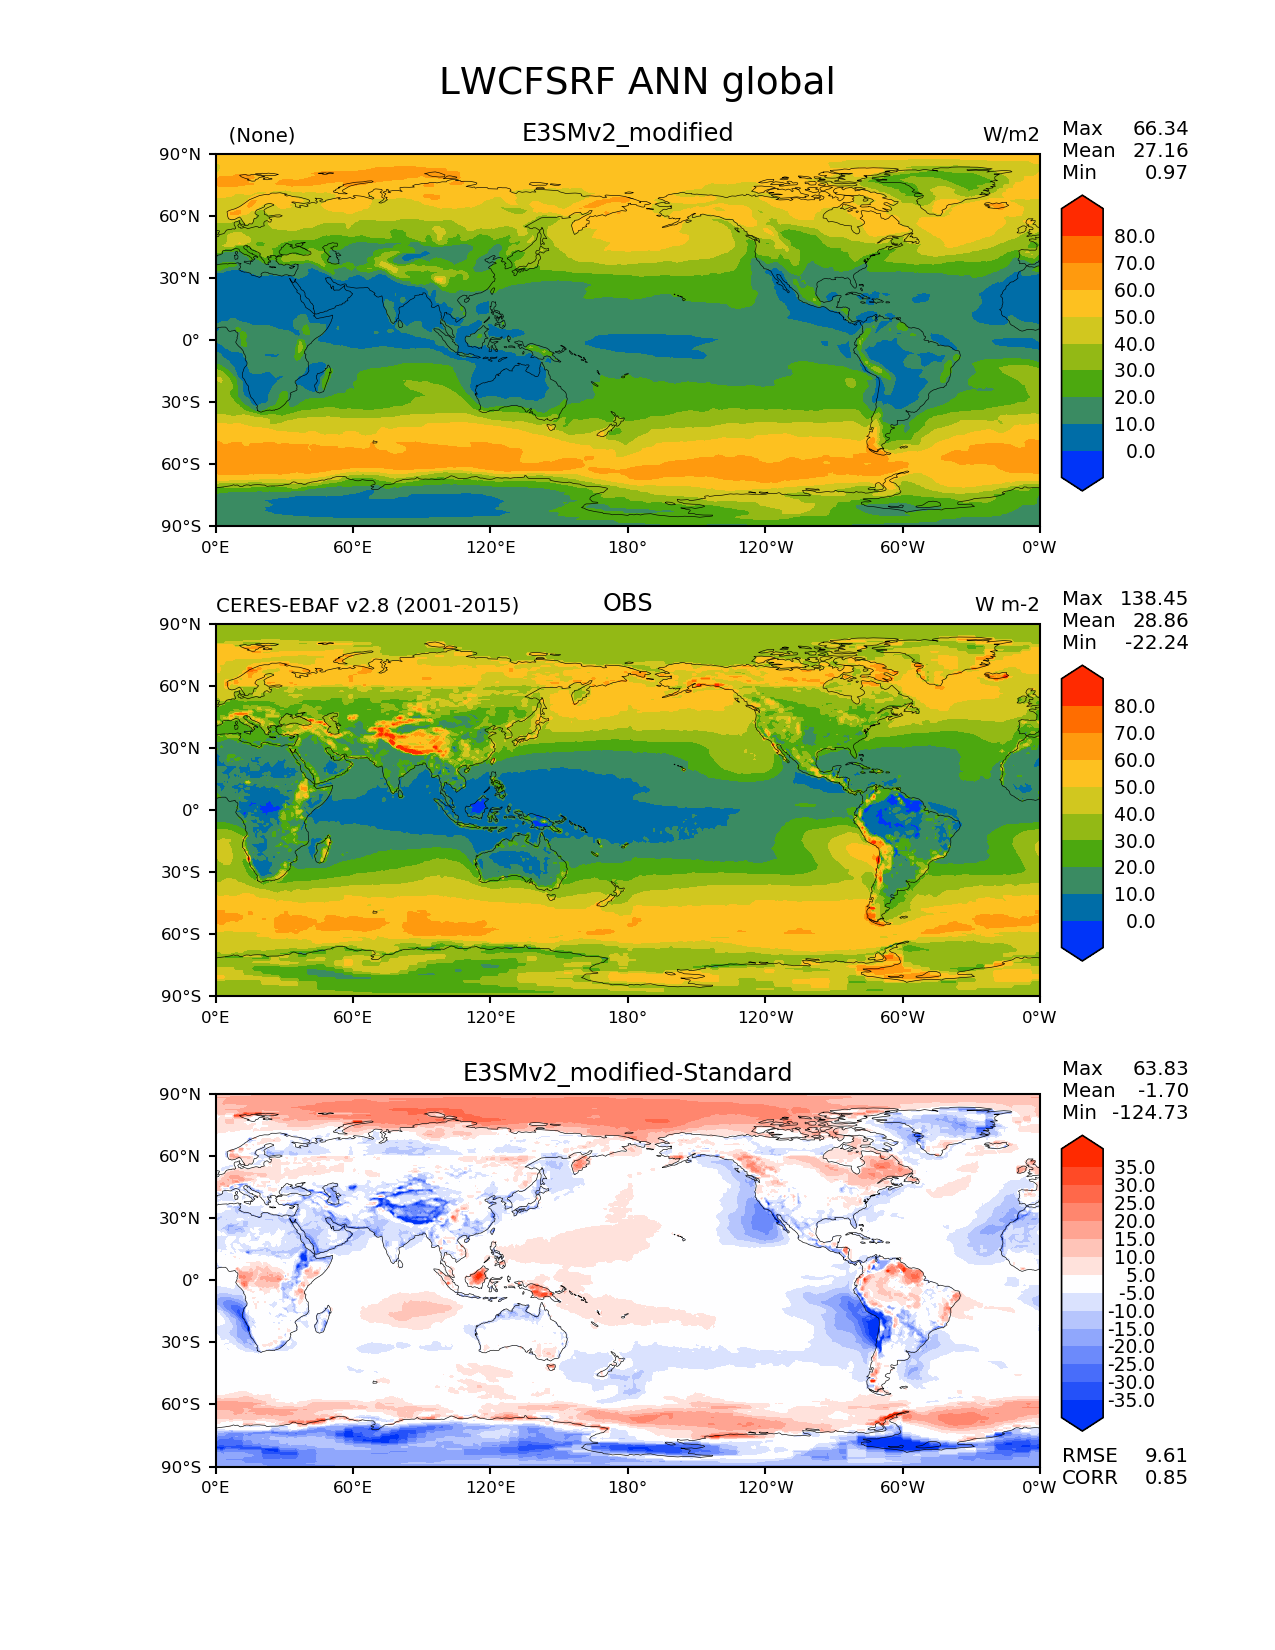 LWCFSRF ANN global
(None) E3SMv2_modified W/m2
Max 66.34
Mean 27.16
Min 0.97
90°N
60°N
30°N
0°
30°S
60°S
90°S
0°E 60°E 120°E 180° 120°W 60°W 0°W
80.0
70.0
60.0
50.0
40.0
30.0
20.0
10.0
0.0
CERES-EBAF v2.8 (2001-2015) OBS W m-2
Max 138.45
Mean 28.86
Min -22.24
90°N
60°N
30°N
0°
30°S
60°S
90°S
0°E 60°E 120°E 180° 120°W 60°W 0°W
80.0
70.0
60.0
50.0
40.0
30.0
20.0
10.0
0.0
E3SMv2_modified-Standard
Max 63.83
Mean -1.70
Min -124.73
90°N
60°N
30°N
0°
30°S
60°S
90°S
0°E 60°E 120°E 180° 120°W 60°W 0°W
35.0
25.0
20.0
15.0
10.0
5.0
-5.0
-10.0
-15.0
-20.0
-25.0
-30.0
-35.0
RMSE 9.61
CORR 0.85